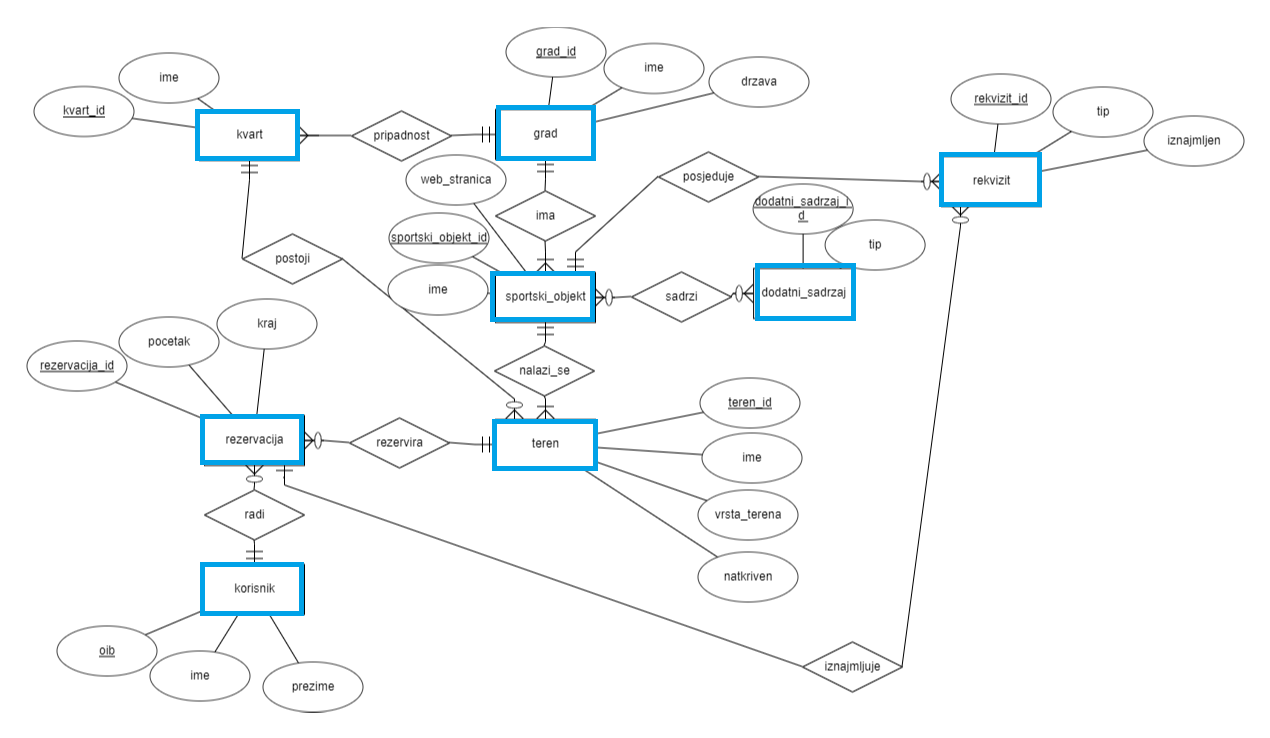 grad_id
ime
ime
drzava
kvart_id
rekvizit_id
tip
iznajmljen
kvart
pripadnost
grad
web_stranica
posjeduje
rekvizit
dodatni_sadrzaj_i
d
ima
sportski_objekt_id
tip
postoji
ime
sportski_objekt
sadrzi
dodatni_sadrzaj
kraj
pocetak
rezervacija_id
nalazi_se
teren_id
rezervacija
rezervira
teren
ime
radi
vrsta_terena
natkriven
korisnik
oib
ime
prezime
iznajmljuje